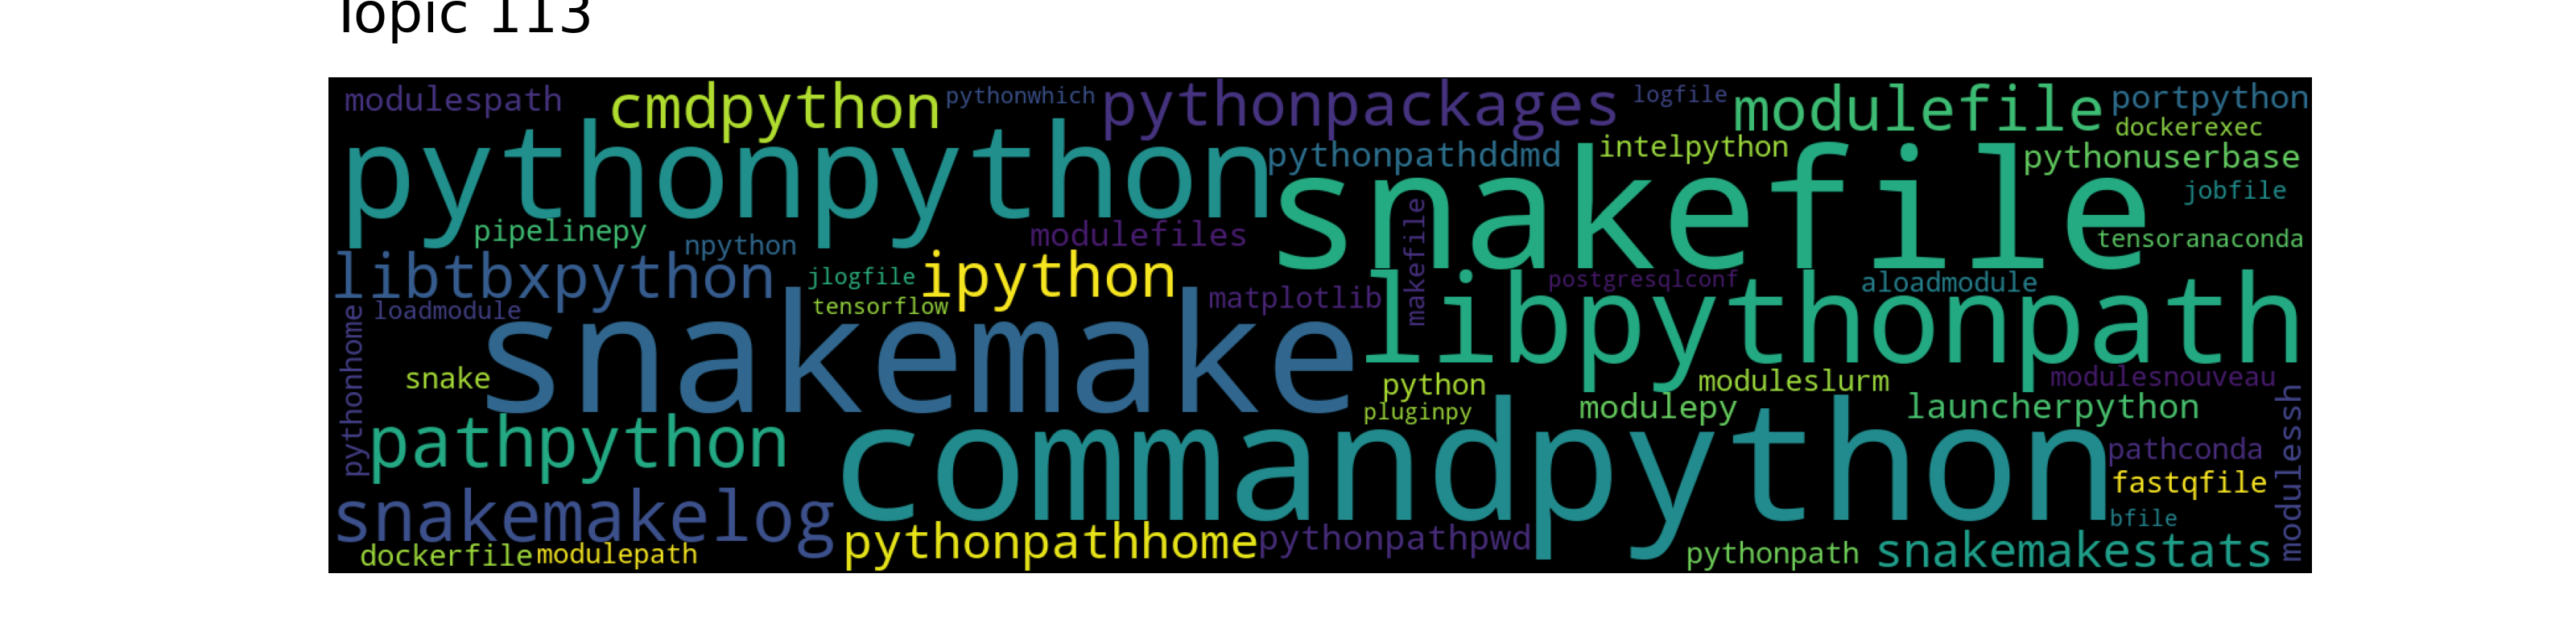 Topic 113
modulespath
cmdpython
pythonwhich
pythonpackages
logfile
modulefile
portpython
dockerexec
pythonpython
pythonpathddmd
intelpython
pythonuserbase
snakefile
jobfile
pipelinepy
npython
modulefiles
makefile
tensoranaconda
libtbxpython
jlogfile
ipython
postgresqlconf
aloadmodule
loadmodule
tensorflow
matplotlib
libpythonpath
pythonhome
snake
snakemake
python
moduleslurm
modulesnouveau
pluginpy
modulepy
launcherpython
pathpython
commandpython
pathconda
modulessh
fastqfile
snakemakelog
bfile
dockerfile
modulepath
pythonpathhome
pythonpathpwd
pythonpath
snakemakestats